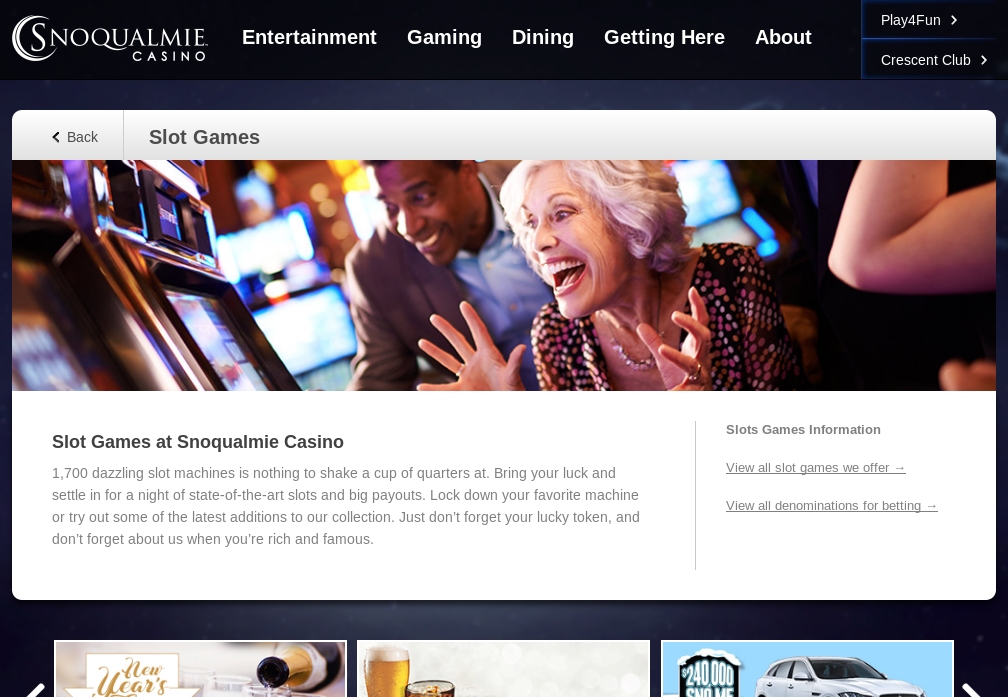 SNOQUALMIE
CASINO
Entertainment
Gaming
Dining
Getting Here
About
Play4Fun
Crescent Club
Back
Slot Games
Slot Games at Snoqualmie Casino
1,700 dazzling slot machines is nothing to shake a cup of quarters at. Bring your luck and
settle in for a night of state-of-the-art slots and big payouts. Lock down your favorite machine
or try out some of the latest additions to our collection. Just don’t forget your lucky token, and
don’t forget about us when you’re rich and famous.
Slots Games Information
View all slot games we offer →
View all denominations for betting →
New
Year's
$240,000
SNO ME